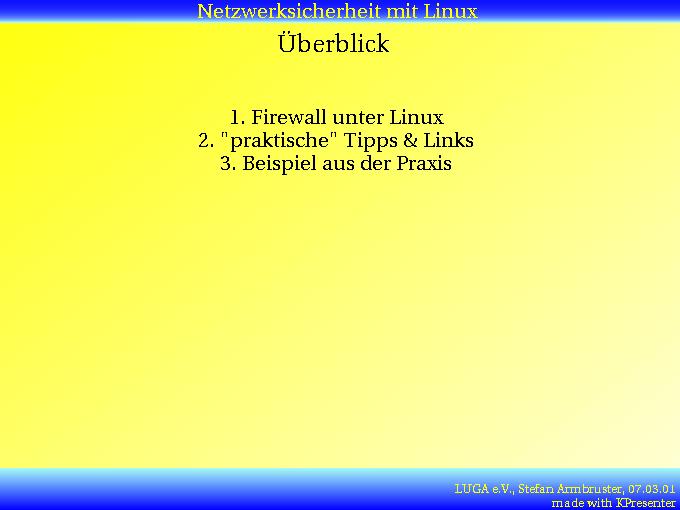 Netzwerksicherheit mit Linux
Überblick
1. Firewall unter Linux
2. "praktische" Tipps & Links
3. Beispiel aus der Praxis
LUGA e.V., Stefan Armbruster, 07.03.01
made with KPresenter